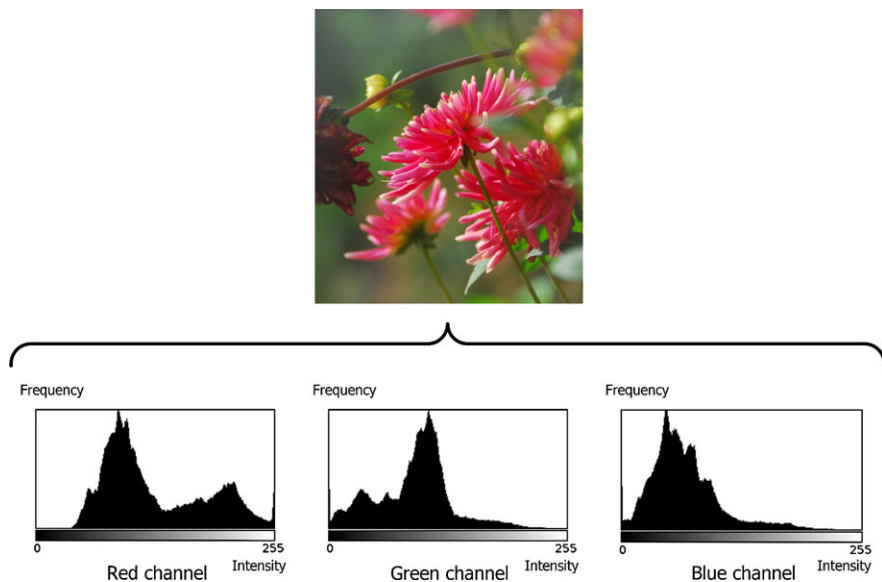 Frequency
Frequency
Frequency
0
255
0
255
0
255
Intensity
Intensity
Intensity
Red channel
Green channel
Blue channel